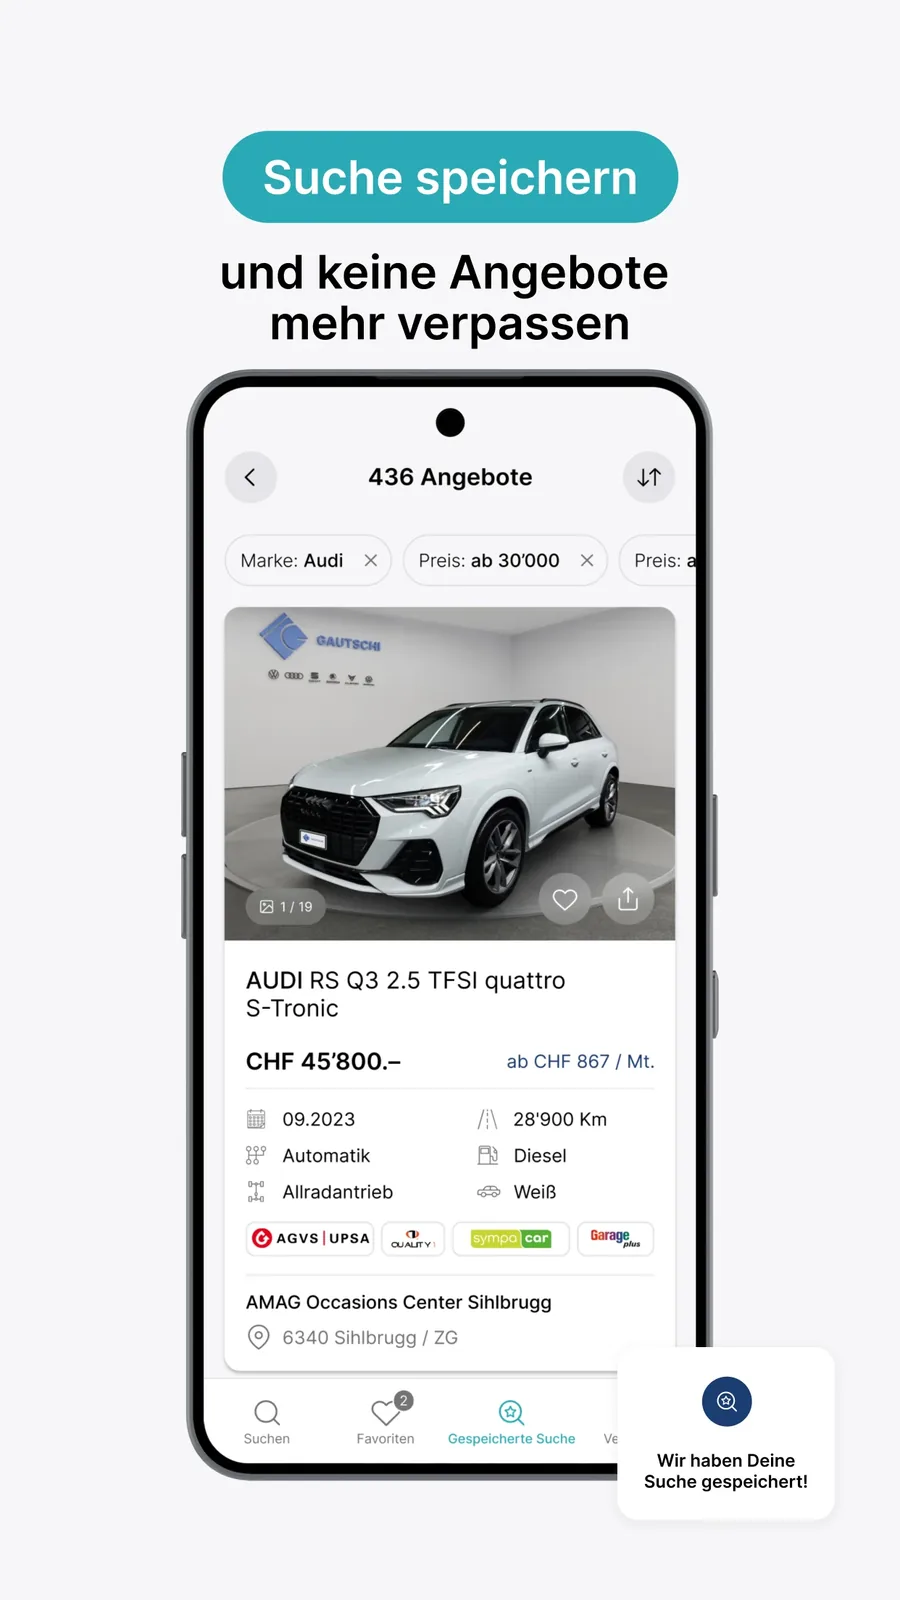 Suche speichern
und keine Angebote
mehr verpassen
436 Angebote
Marke: Audi
Preis: ab 30’000
Preis: a
GAUTSCHI
1 / 19
AUDI RS Q3 2.5 TFSI quattro
S-Tronic
CHF 45’800.–
ab CHF 867 / Mt.
09.2023
28'900 Km
Automatik
Diesel
Allradantrieb
Weiß
AGVS | UPSA
QUALITY1
sympacar
Garage plus
AMAG Occasions Center Sihlbrugg
6340 Sihlbrugg / ZG
2
Suchen
Favoriten
Gespeicherte Suche
Ve
Wir haben Deine
Suche gespeichert!